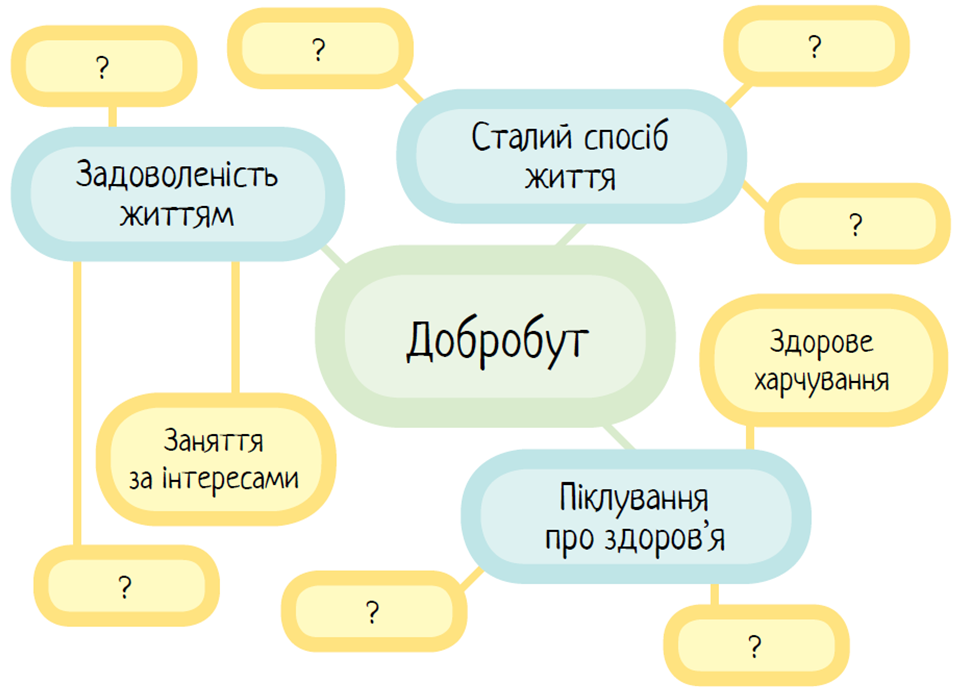 ?
?
?
Сталий спосіб
життя
Задоволеність
життям
?
Добробут
Здорове
харчування
Заняття
за інтересами
Піклування
про здоров’я
?
?
?